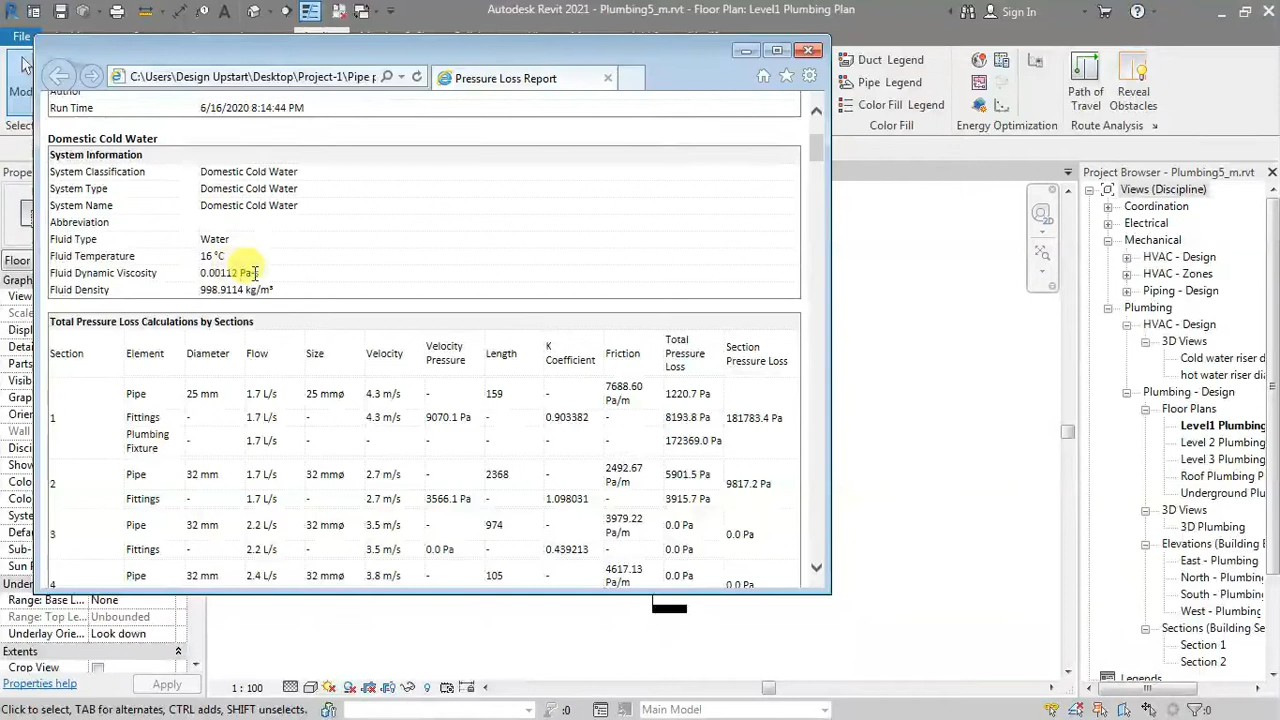 Autodesk Revit 2021 - Plumbing5_m.rvt - Floor Plan: Level1 Plumbing Plan
Sign In
File
Duct Legend
Pipe Legend
Color Fill Legend
Color Fill
Energy Optimization
Path of Travel
Reveal Obstacles
Route Analysis
C:\Users\Design Upstart\Desktop\Project-1\Pipe p
Pressure Loss Report
Run Time 6/16/2020 8:14:44 PM
Domestic Cold Water
System Information
System Classification Domestic Cold Water
System Type Domestic Cold Water
System Name Domestic Cold Water
Abbreviation
Fluid Type Water
Fluid Temperature 16 °C
Fluid Dynamic Viscosity 0.00112
Fluid Density 998.9114 kg/m³
Total Pressure Loss Calculations by Sections
Section Element Diameter Flow Size Velocity Velocity Pressure Length K Coefficient Friction Total Pressure Loss Section Pressure Loss
1 Pipe 25 mm 1.7 L/s 25 mmø 4.3 m/s - 159 - 7688.60 Pa/m 1220.7 Pa 181783.4 Pa
Fittings - 1.7 L/s - 4.3 m/s 9070.1 Pa - 0.903382 - 8193.8 Pa
Plumbing Fixture - 1.7 L/s - - - - - - 172369.0 Pa
2 Pipe 32 mm 1.7 L/s 32 mmø 2.7 m/s - 2368 - 2492.67 Pa/m 5901.5 Pa 9817.2 Pa
Fittings - 1.7 L/s - 2.7 m/s 3566.1 Pa - 1.098031 - 3915.7 Pa
3 Pipe 32 mm 2.2 L/s 32 mmø 3.5 m/s - 974 - 3979.22 Pa/m 0.0 Pa 0.0 Pa
Fittings - 2.2 L/s - 3.5 m/s 0.0 Pa - 0.439213 - 0.0 Pa
Pipe 32 mm 2.4 L/s 32 mmø 3.8 m/s - 105 - 4617.13 Pa/m 0.0 Pa
Project Browser - Plumbing5_m.rvt
Views (Discipline)
Coordination
Electrical
Mechanical
HVAC - Design
HVAC - Zones
Piping - Design
Plumbing
HVAC - Design
3D Views
Cold water riser d
hot water riser dia
Plumbing - Design
Floor Plans
Level1 Plumbing
Level 2 Plumbing
Level 3 Plumbing
Roof Plumbing P
Underground Plu
3D Views
3D Plumbing
Elevations (Building E
East - Plumbing
North - Plumbing
South - Plumbing
West - Plumbing
Sections (Building Se
Section 1
Section 2
Legends
Range: Base L Report
Range: Top Le Unbounded
Underlay Orie Look down
Extents
Crop View
Properties help
Apply
1 : 100
Click to select, TAB for alternates, CTRL adds, SHIFT unselects.
:0
Main Model
:0